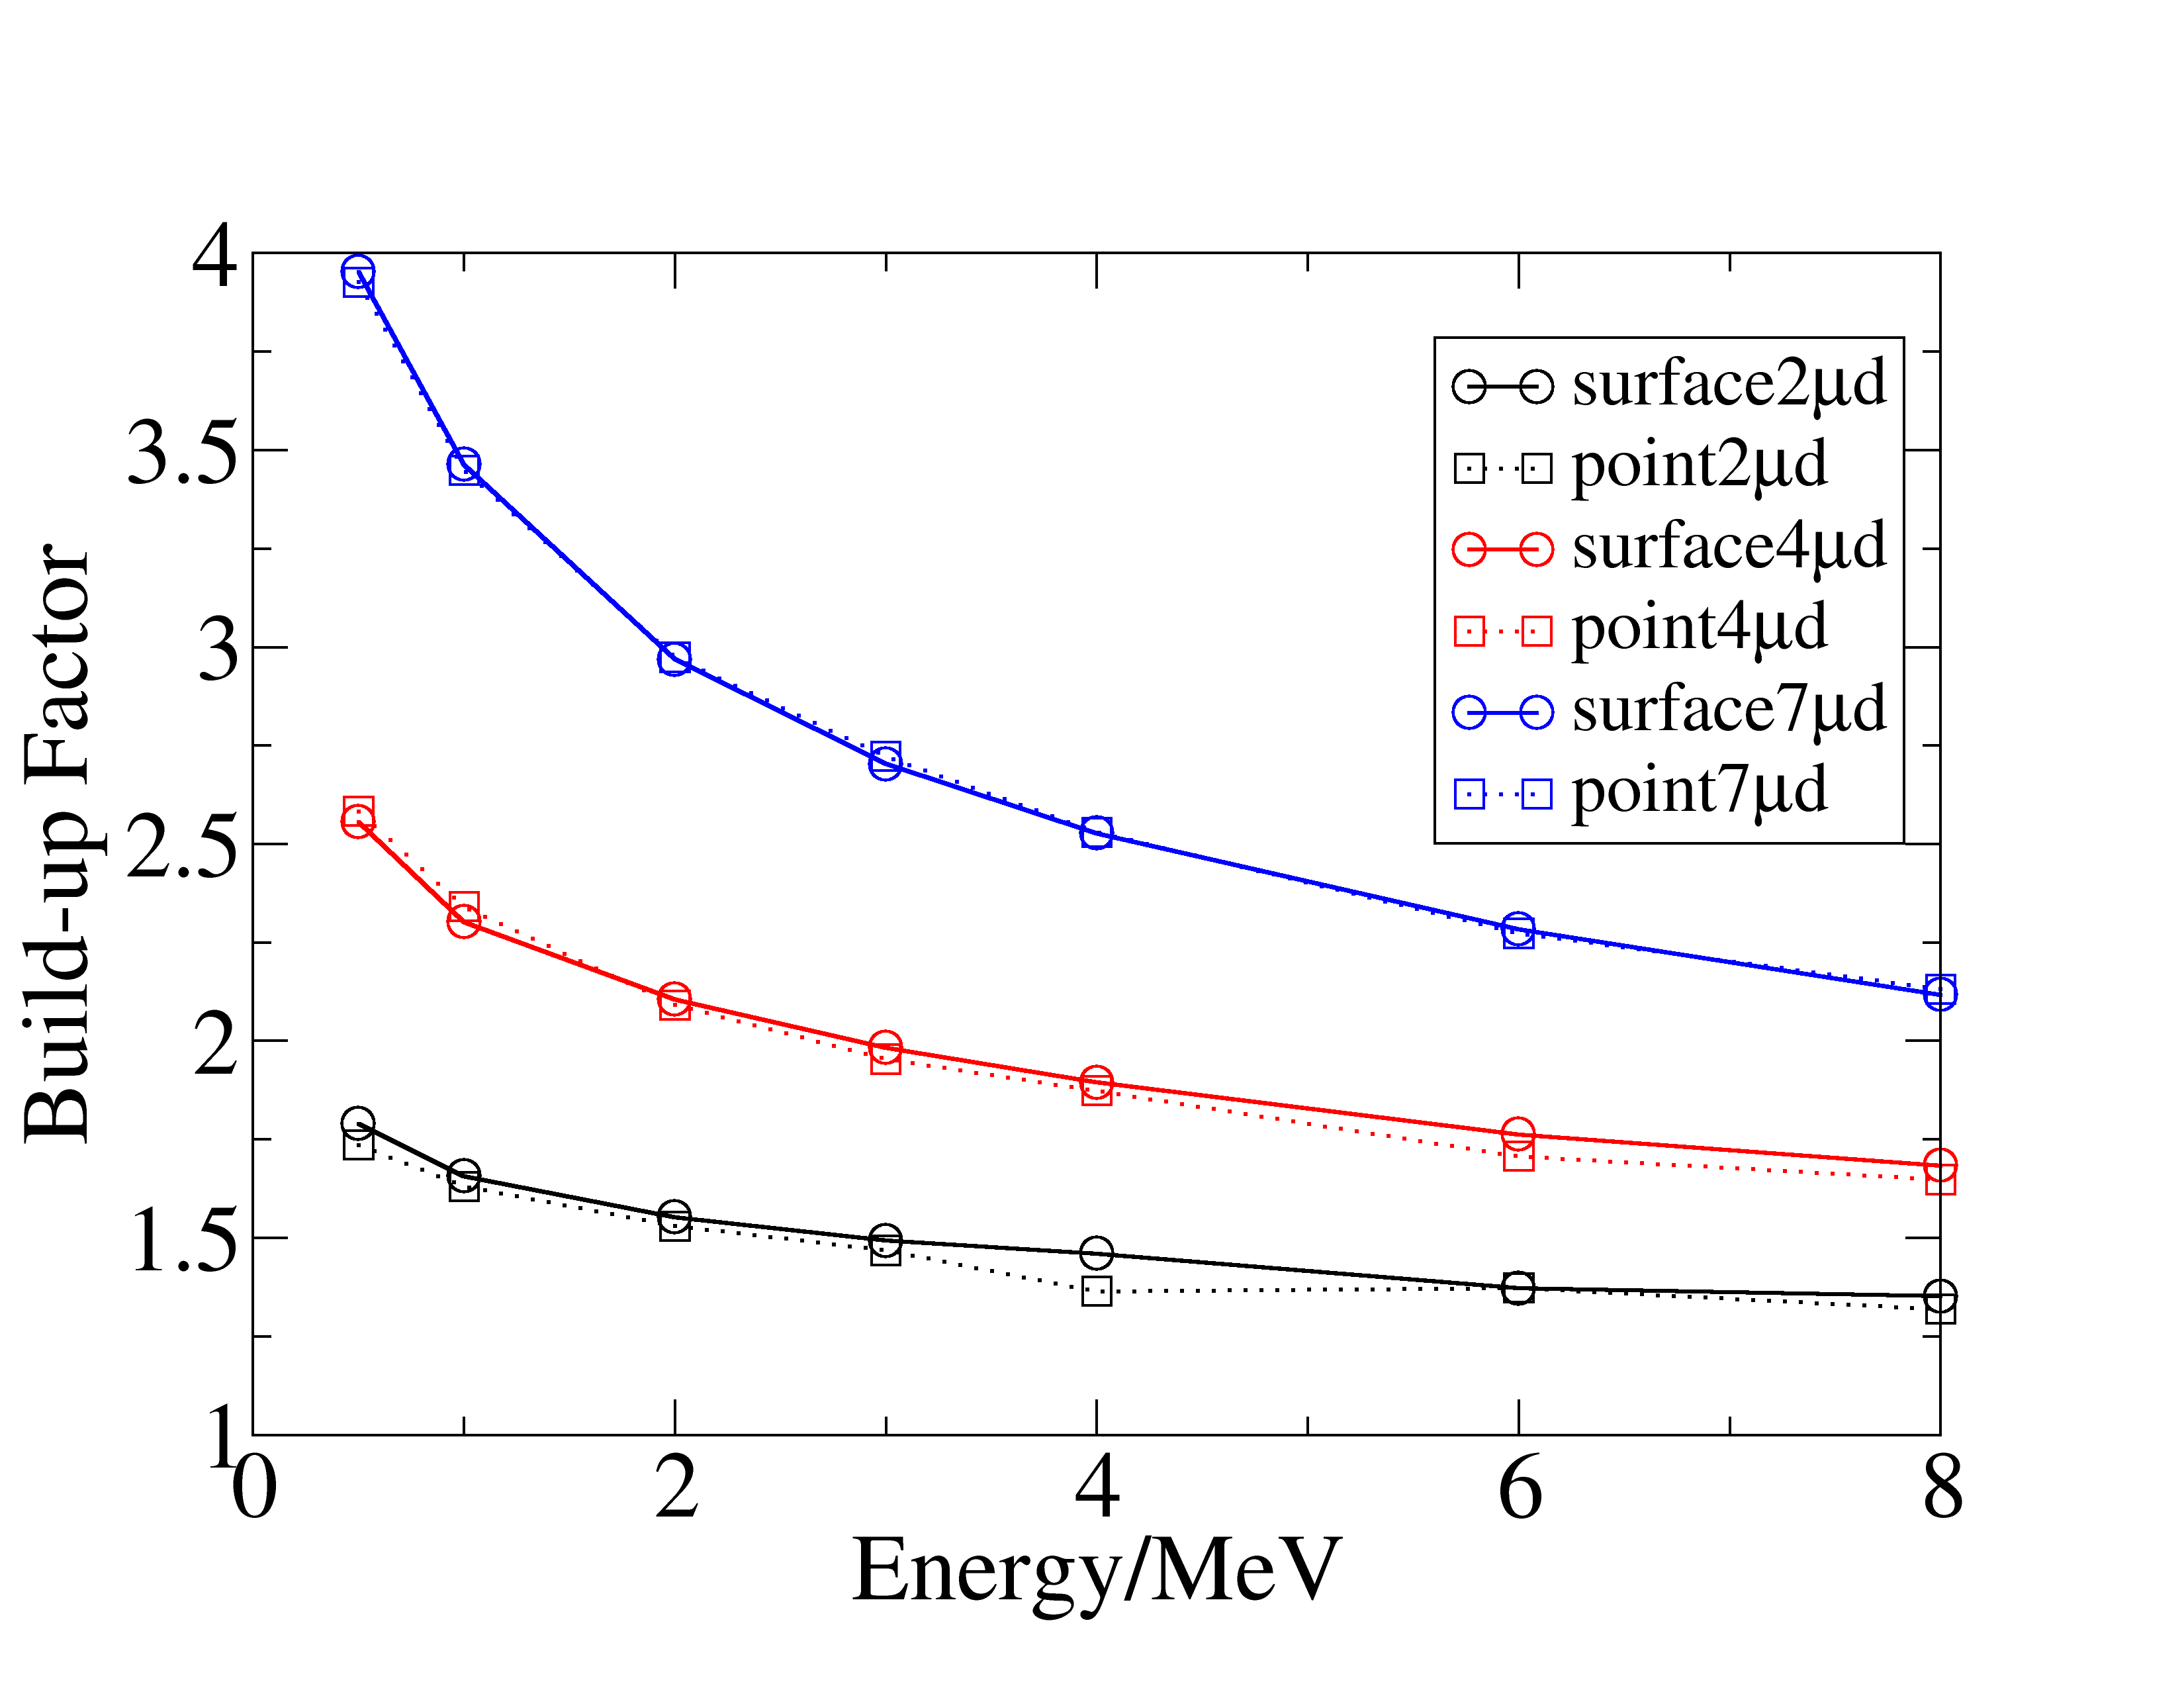 4
3.5
3
2.5
2
1.5
1
Build-up Factor
0 2 4 6 8
Energy/MeV
surface2μd
point2μd
surface4μd
point4μd
surface7μd
point7μd